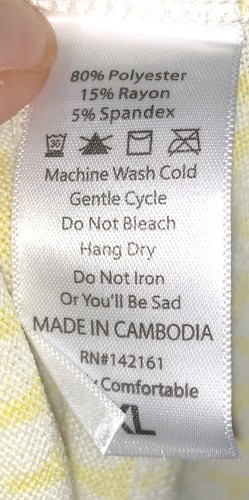 80% Polyester
15% Rayon
5% Spandex
30
Machine Wash Cold
Gentle Cycle
Do Not Bleach
Hang Dry
Do Not Iron
Or You'll Be Sad
MADE IN CAMBODIA
RN#142161
Comfortable
XL